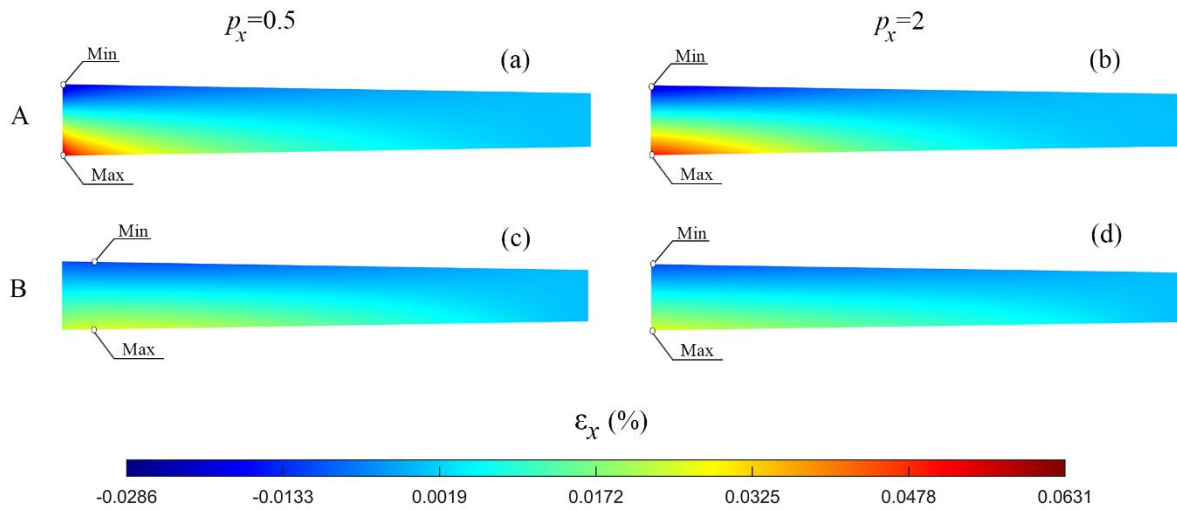 p_x=0.5 p_x=2
Min (a) Min (b)
A
Max Max
Min (c) Min (d)
B
Max Max
ε_x (%)
-0.0286 -0.0133 0.0019 0.0172 0.0325 0.0478 0.0631